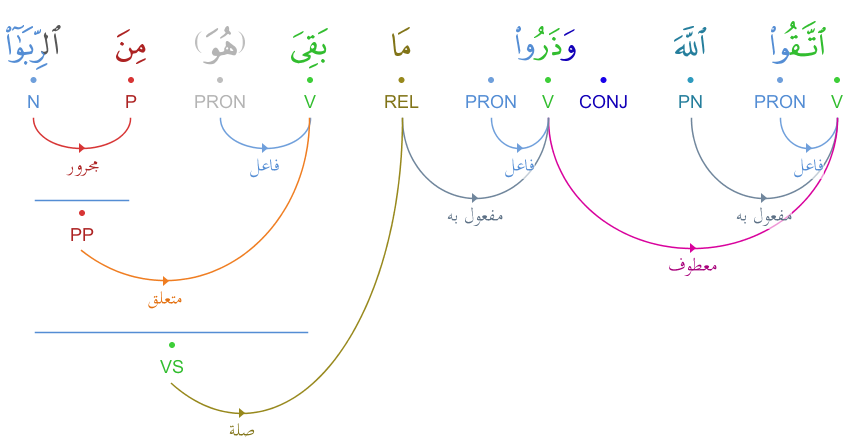 ٱتَّقُوا۟ ٱللَّهَ وَذَرُوا۟ مَا بَقِىَ (هُوَ) مِنَ ٱلرِّبَوٰٓا۟
V PRON PN CONJ V PRON REL V PRON P N
فاعل فاعل فاعل مجرور
مفعول به مفعول به
PP
معطوف
متعلق
VS
صلة